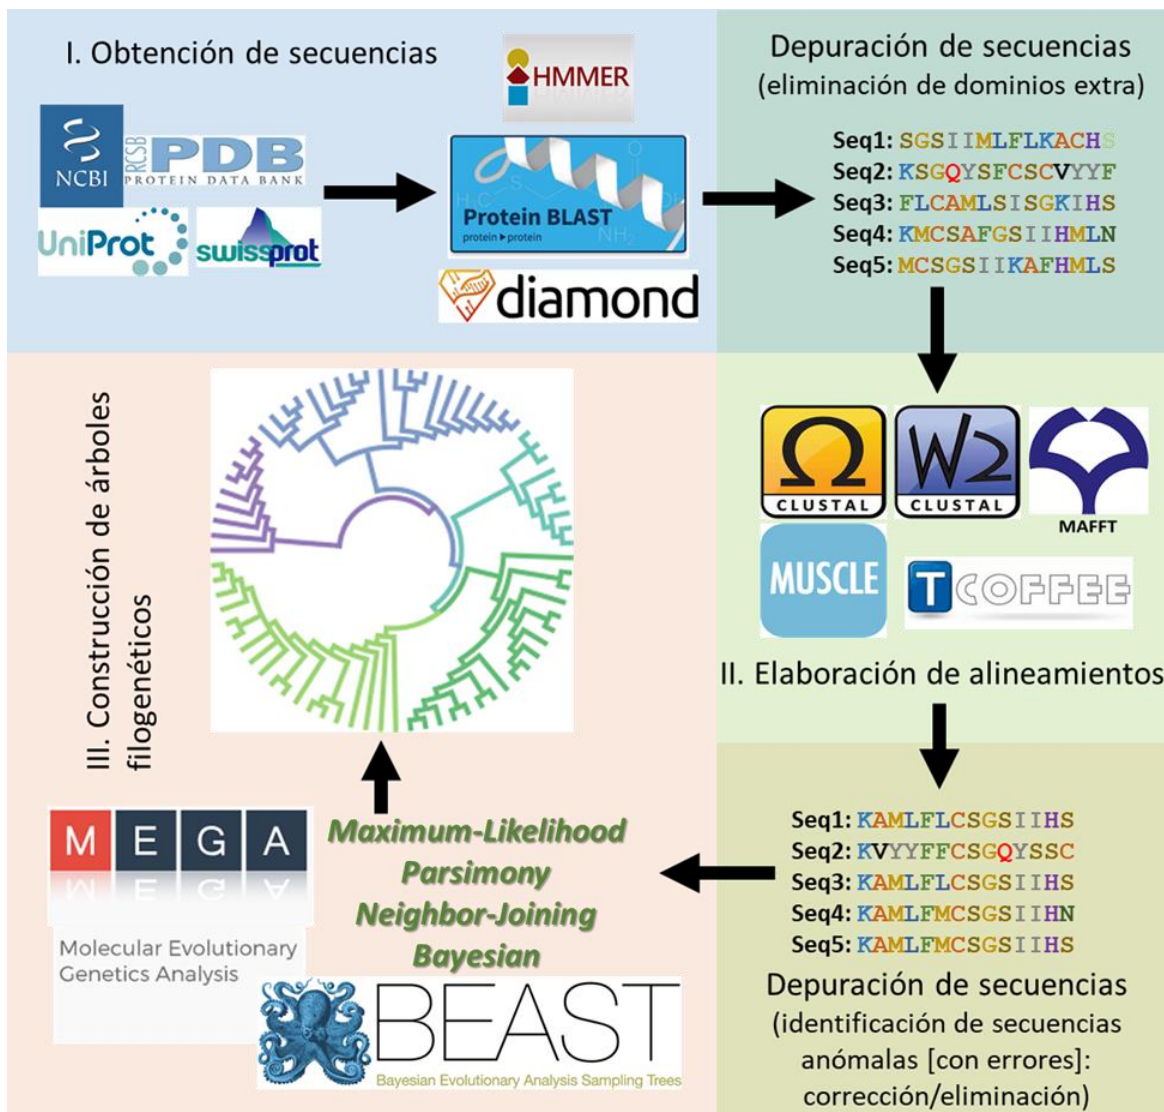 I. Obtención de secuencias
NCBI
RCSB
PDB
PROTEIN DATA BANK
UniProt
swissprot
HMMER
Protein BLAST
protein ▸ protein
diamond
Depuración de secuencias
(eliminación de dominios extra)
Seq1: SGSIIMLFLKACHS
Seq2: KSGQYSFCSCVYYF
Seq3: FLCAMLSISGKIHS
Seq4: KMCSAFGSIIHMLN
Seq5: MCSGSIIKAFHMLS
Ω
CLUSTAL
W2
CLUSTAL
MAFFT
MUSCLE
T COFFEE
II. Elaboración de alineamientos
Seq1: KAMLFLCSGSIIHS
Seq2: KVYYFFCSGQYSSC
Seq3: KAMLFLCSGSIIHS
Seq4: KAMLFMCSGSIIHN
Seq5: KAMLFMCSGSIIHS
Depuración de secuencias
(identificación de secuencias
anómalas [con errores]:
corrección/eliminación)
III. Construcción de árboles
filogenéticos
Maximum-Likelihood
Parsimony
Neighbor-Joining
Bayesian
MEGA
Molecular Evolutionary
Genetics Analysis
BEAST
Bayesian Evolutionary Analysis Sampling Trees